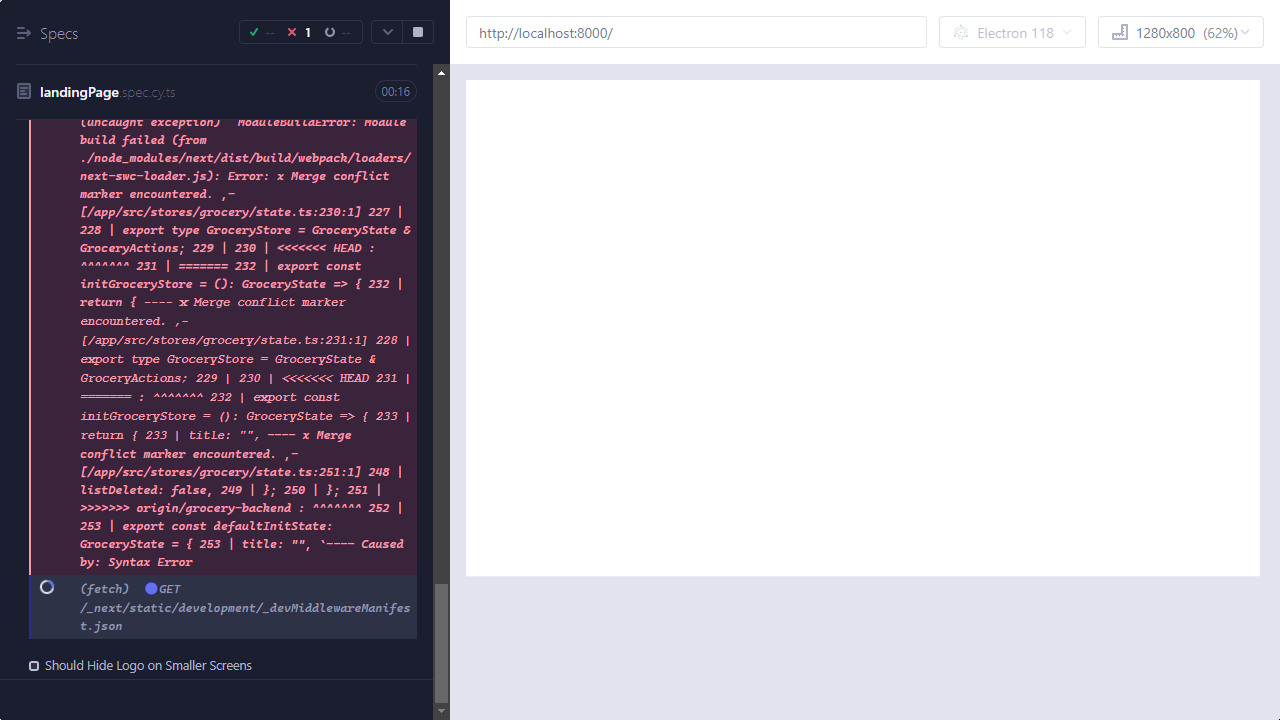 Specs
-- 1 --
http://localhost:8000/
Electron 118
1280x800 (62%)
landingPage.spec.cy.ts
00:16
(uncaught exception) ModuleBuildError: Module
build failed (from
./node_modules/next/dist/build/webpack/loaders/
next-swc-loader.js): Error: x Merge conflict
marker encountered. ,-
[/app/src/stores/grocery/state.ts:230:1] 227 |
228 | export type GroceryStore = GroceryState &
GroceryActions; 229 | 230 | <<<<<<< HEAD :
^^^^^^^ 231 | ======= 232 | export const
initGroceryStore = (): GroceryState => { 232 |
return { ---- x Merge conflict marker
encountered. ,-
[/app/src/stores/grocery/state.ts:231:1] 228 |
export type GroceryStore = GroceryState &
GroceryActions; 229 | 230 | <<<<<<< HEAD 231 |
======= : ^^^^^^^ 232 | export const
initGroceryStore = (): GroceryState => { 233 |
return { 233 | title: "", ---- x Merge
conflict marker encountered. ,-
[/app/src/stores/grocery/state.ts:251:1] 248 |
listDeleted: false, 249 | }; 250 | }; 251 |
>>>>>>> origin/grocery-backend : ^^^^^^^ 252 |
253 | export const defaultInitState:
GroceryState = { 253 | title: "", `---- Caused
by: Syntax Error
(fetch) GET
/_next/static/development/_devMiddlewareManifes
t.json
Should Hide Logo on Smaller Screens